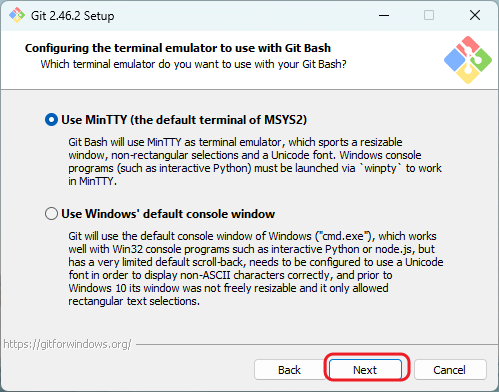 Git 2.46.2 Setup
Configuring the terminal emulator to use with Git Bash
Which terminal emulator do you want to use with your Git Bash?
Use MinTTY (the default terminal of MSYS2)
Git Bash will use MinTTY as terminal emulator, which sports a resizable
window, non-rectangular selections and a Unicode font. Windows console
programs (such as interactive Python) must be launched via `winpty` to work
in MinTTY.
Use Windows' default console window
Git will use the default console window of Windows ("cmd.exe"), which works
well with Win32 console programs such as interactive Python or node.js, but
has a very limited default scroll-back, needs to be configured to use a Unicode
font in order to display non-ASCII characters correctly, and prior to
Windows 10 its window was not freely resizable and it only allowed
rectangular text selections.
https://gitforwindows.org/
Back
Next
Cancel